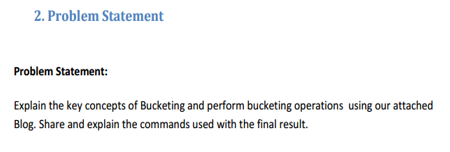 2. Problem Statement
Problem Statement:
Explain the key concepts of Bucketing and perform bucketing operations using our attached
Blog. Share and explain the commands used with the final result.